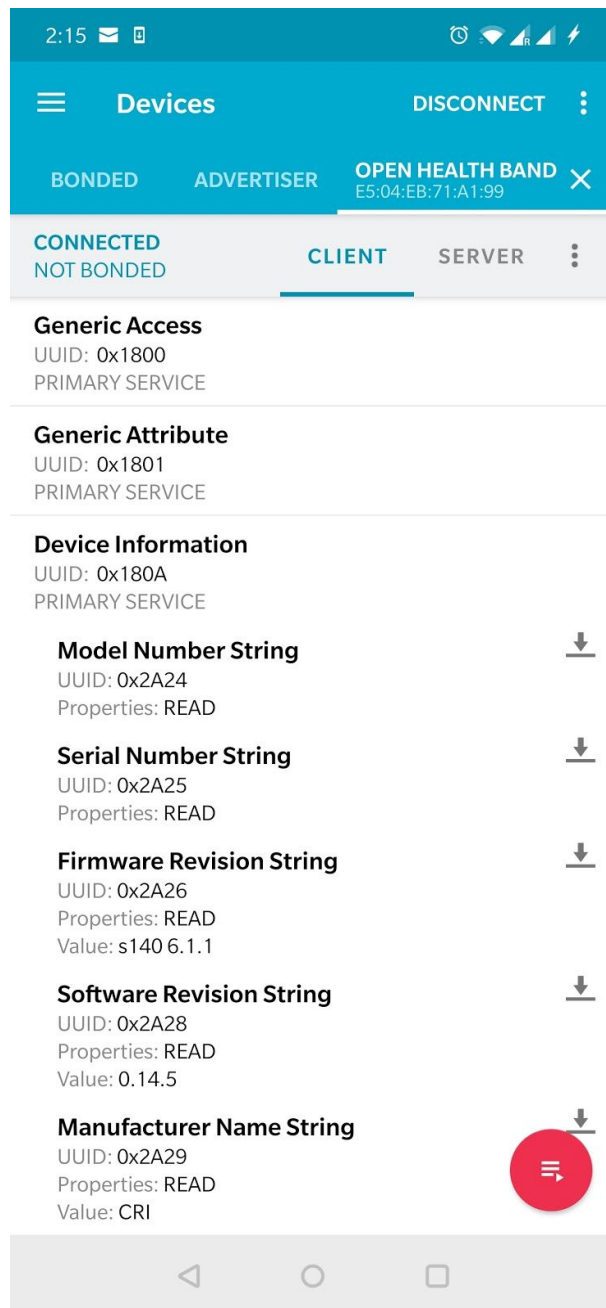 2:15
Devices
DISCONNECT
BONDED
ADVERTISER
OPEN HEALTH BAND
E5:04:EB:71:A1:99
CONNECTED
NOT BONDED
CLIENT
SERVER
Generic Access
UUID: 0x1800
PRIMARY SERVICE
Generic Attribute
UUID: 0x1801
PRIMARY SERVICE
Device Information
UUID: 0x180A
PRIMARY SERVICE
Model Number String
UUID: 0x2A24
Properties: READ
Serial Number String
UUID: 0x2A25
Properties: READ
Firmware Revision String
UUID: 0x2A26
Properties: READ
Value: s140 6.1.1
Software Revision String
UUID: 0x2A28
Properties: READ
Value: 0.14.5
Manufacturer Name String
UUID: 0x2A29
Properties: READ
Value: CRI